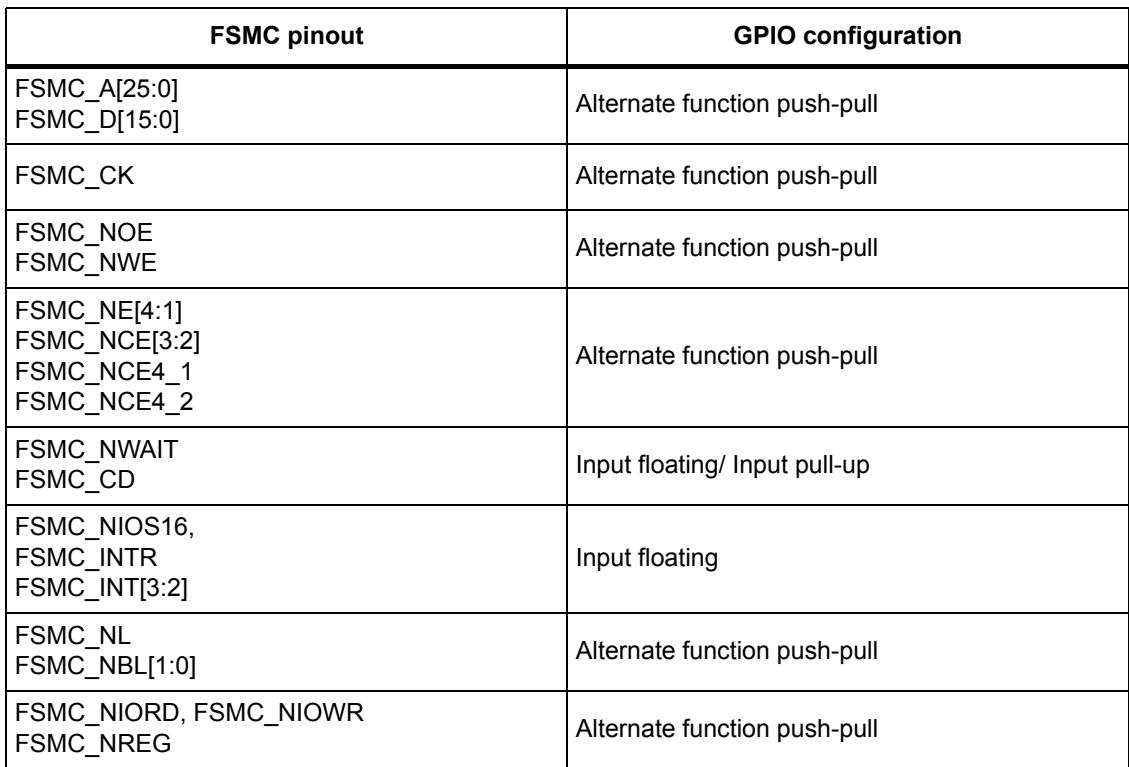 FSMC pinout GPIO configuration
FSMC_A[25:0]
FSMC_D[15:0]
Alternate function push-pull
FSMC_CK Alternate function push-pull
FSMC_NOE
FSMC_NWE
Alternate function push-pull
FSMC_NE[4:1]
FSMC_NCE[3:2]
FSMC_NCE4_1
FSMC_NCE4_2
Alternate function push-pull
FSMC_NWAIT
FSMC_CD
Input floating/ Input pull-up
FSMC_NIOS16,
FSMC_INTR
FSMC_INT[3:2]
Input floating
FSMC_NL
FSMC_NBL[1:0]
Alternate function push-pull
FSMC_NIORD, FSMC_NIOWR
FSMC_NREG
Alternate function push-pull